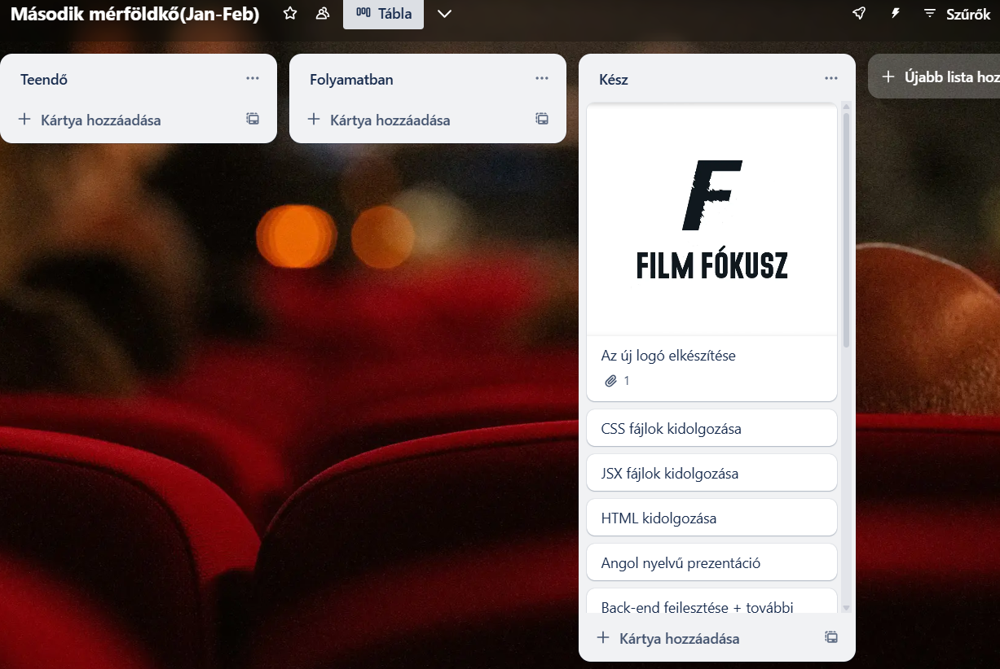 Második mérföldkő(Jan-Feb)
Tábla
Szűrők
Teendő
Kártya hozzáadása
Folyamatban
Kártya hozzáadása
Kész
F
FILM FÓKUSZ
Az új logó elkészítése
1
CSS fájlok kidolgozása
JSX fájlok kidolgozása
HTML kidolgozása
Angol nyelvű prezentáció
Back-end fejlesztése + további
Kártya hozzáadása
Újabb lista hoz